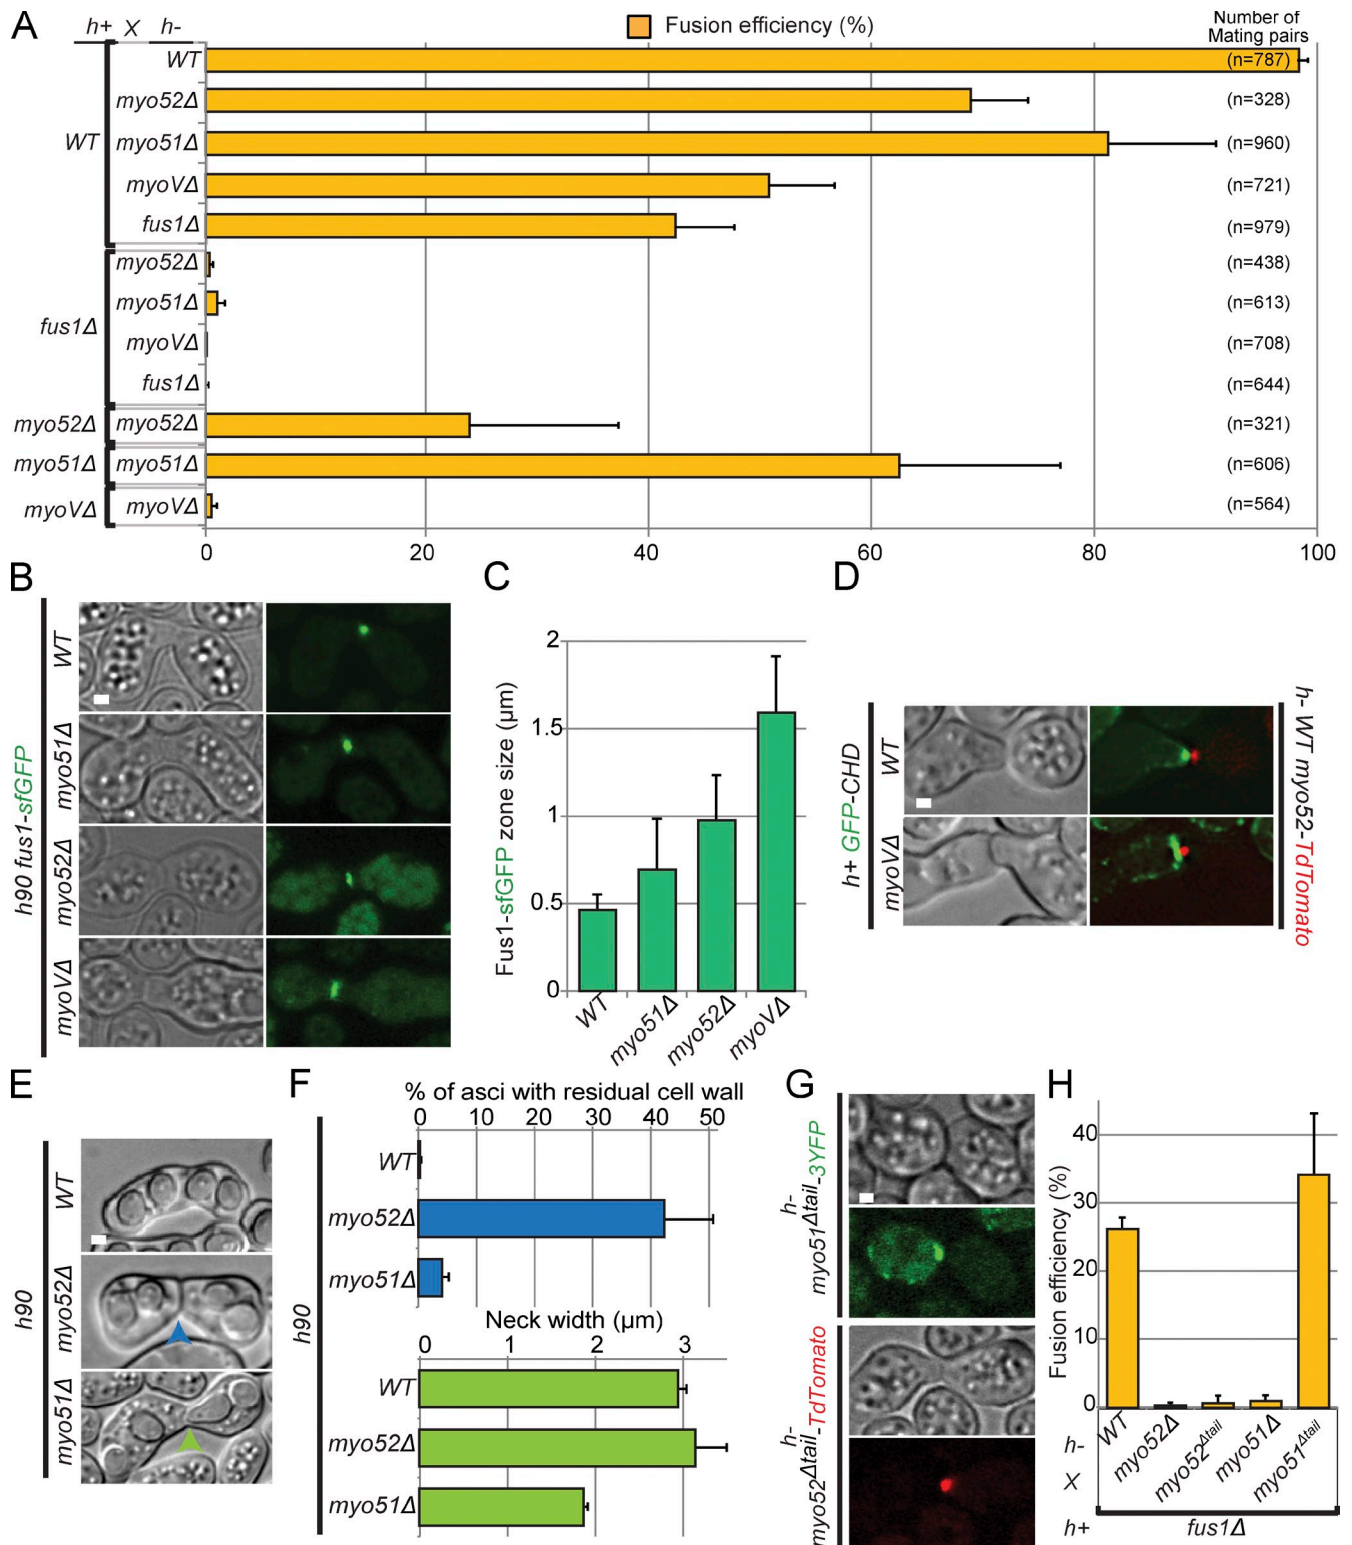 A
h+ X h-
Fusion efficiency (%)
Number of
Mating pairs
WT
WT
(n=787)
myo52Δ
(n=328)
myo51Δ
(n=960)
myoVΔ
(n=721)
fus1Δ
(n=979)
fus1Δ
myo52Δ
(n=438)
myo51Δ
(n=613)
myoVΔ
(n=708)
fus1Δ
(n=644)
myo52Δ
myo52Δ
(n=321)
myo51Δ
myo51Δ
(n=606)
myoVΔ
myoVΔ
(n=564)
0 20 40 60 80 100
B
h90 fus1-sfGFP
WT
myo51Δ
myo52Δ
myoVΔ
C
Fus1-sfGFP zone size (μm)
2
1.5
1
0.5
0
WT
myo51Δ
myo52Δ
myoVΔ
D
h+ GFP-CHD
WT
myoVΔ
h- WT myo52-TdTomato
E
h90
WT
myo52Δ
myo51Δ
F
h90
% of asci with residual cell wall
0 10 20 30 40 50
WT
myo52Δ
myo51Δ
Neck width (μm)
0 1 2 3
WT
myo52Δ
myo51Δ
G
h-
myo51Δtail-3YFP
h-
myo52Δtail-TdTomato
H
Fusion efficiency (%)
40
30
20
10
0
h-
X
h+
WT
myo52Δ
myo52Δtail
myo51Δ
myo51Δtail
fus1Δ